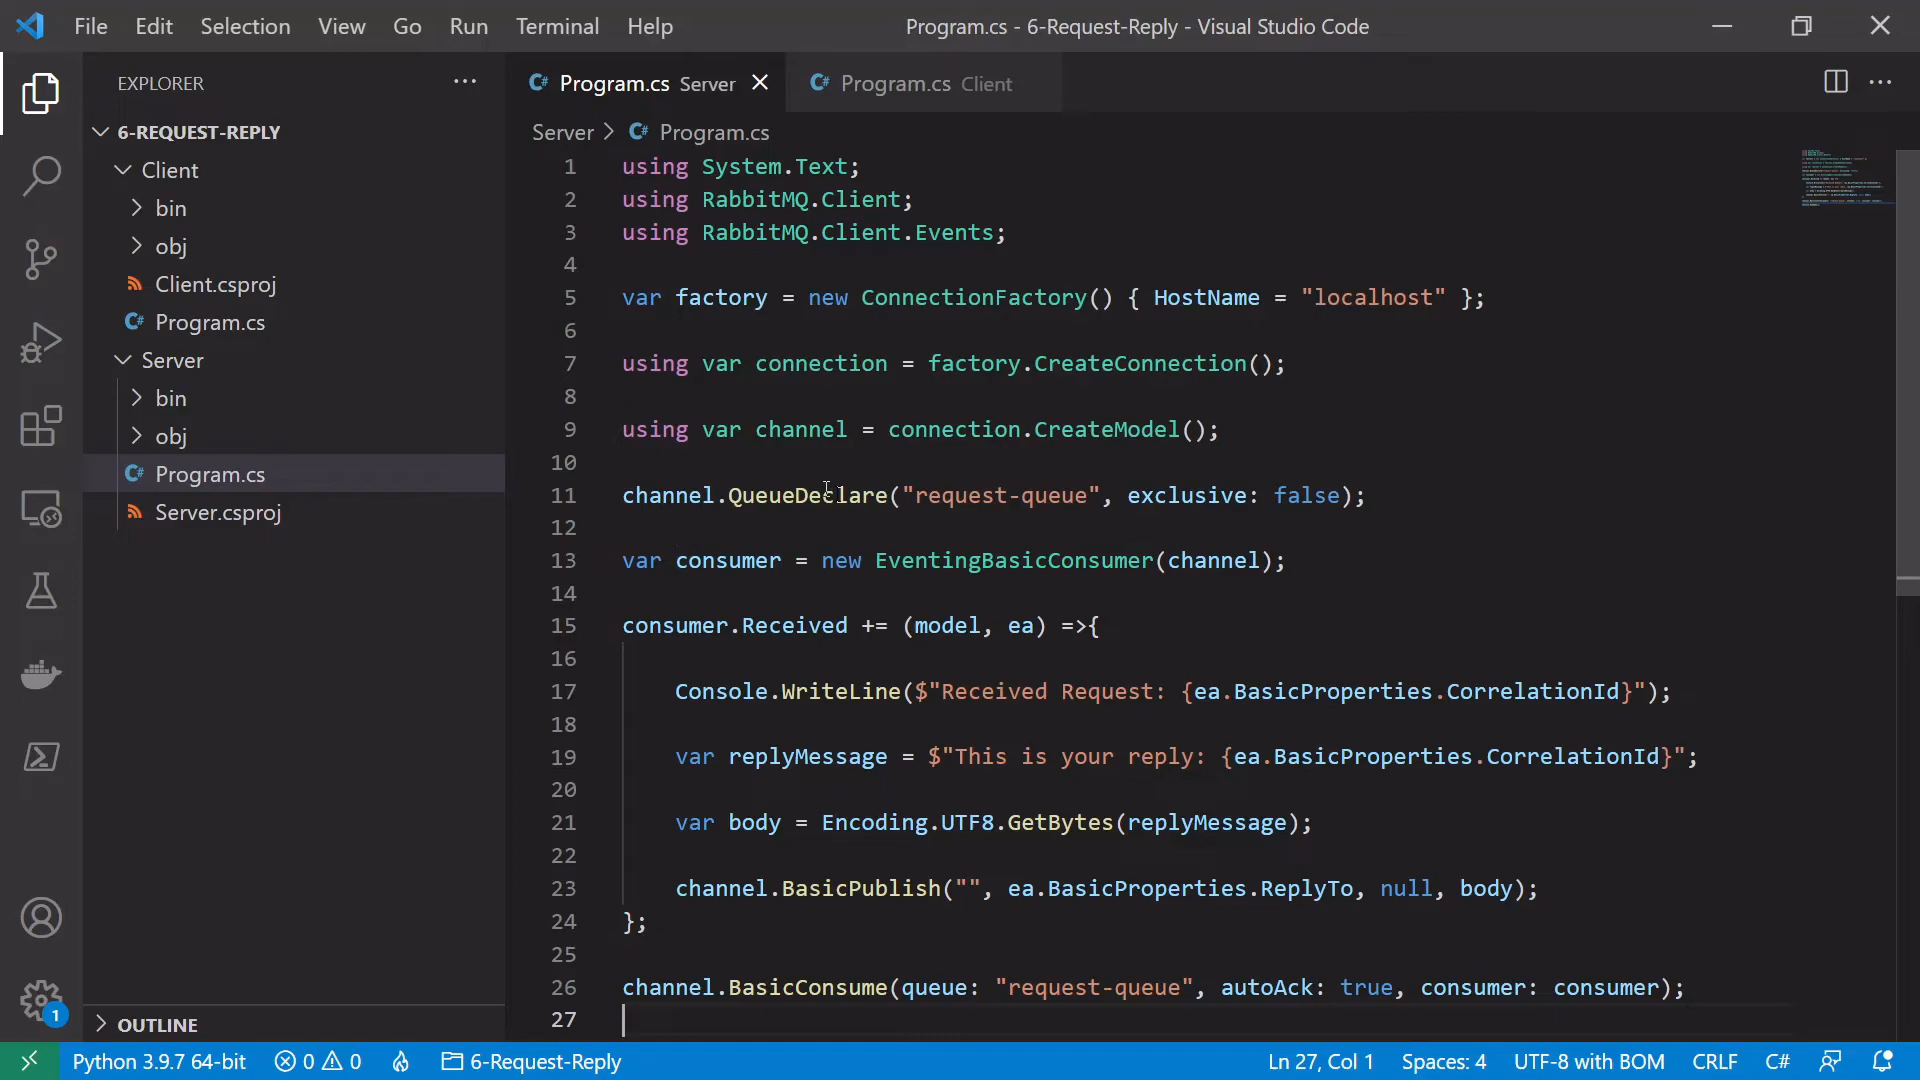 File Edit Selection View Go Run Terminal Help Program.cs - 6-Request-Reply - Visual Studio Code
EXPLORER
6-REQUEST-REPLY
Client
bin
obj
Client.csproj
Program.cs
Server
bin
obj
Program.cs
Server.csproj
OUTLINE
Program.cs Server
Program.cs Client
Server > Program.cs
1 using System.Text;
2 using RabbitMQ.Client;
3 using RabbitMQ.Client.Events;
4
5 var factory = new ConnectionFactory() { HostName = "localhost" };
6
7 using var connection = factory.CreateConnection();
8
9 using var channel = connection.CreateModel();
10
11 channel.QueueDeclare("request-queue", exclusive: false);
12
13 var consumer = new EventingBasicConsumer(channel);
14
15 consumer.Received += (model, ea) =>{
16
17 Console.WriteLine($"Received Request: {ea.BasicProperties.CorrelationId}");
18
19 var replyMessage = $"This is your reply: {ea.BasicProperties.CorrelationId}";
20
21 var body = Encoding.UTF8.GetBytes(replyMessage);
22
23 channel.BasicPublish("", ea.BasicProperties.ReplyTo, null, body);
24 };
25
26 channel.BasicConsume(queue: "request-queue", autoAck: true, consumer: consumer);
27
1
Python 3.9.7 64-bit 0 0 6-Request-Reply Ln 27, Col 1 Spaces: 4 UTF-8 with BOM CRLF C#